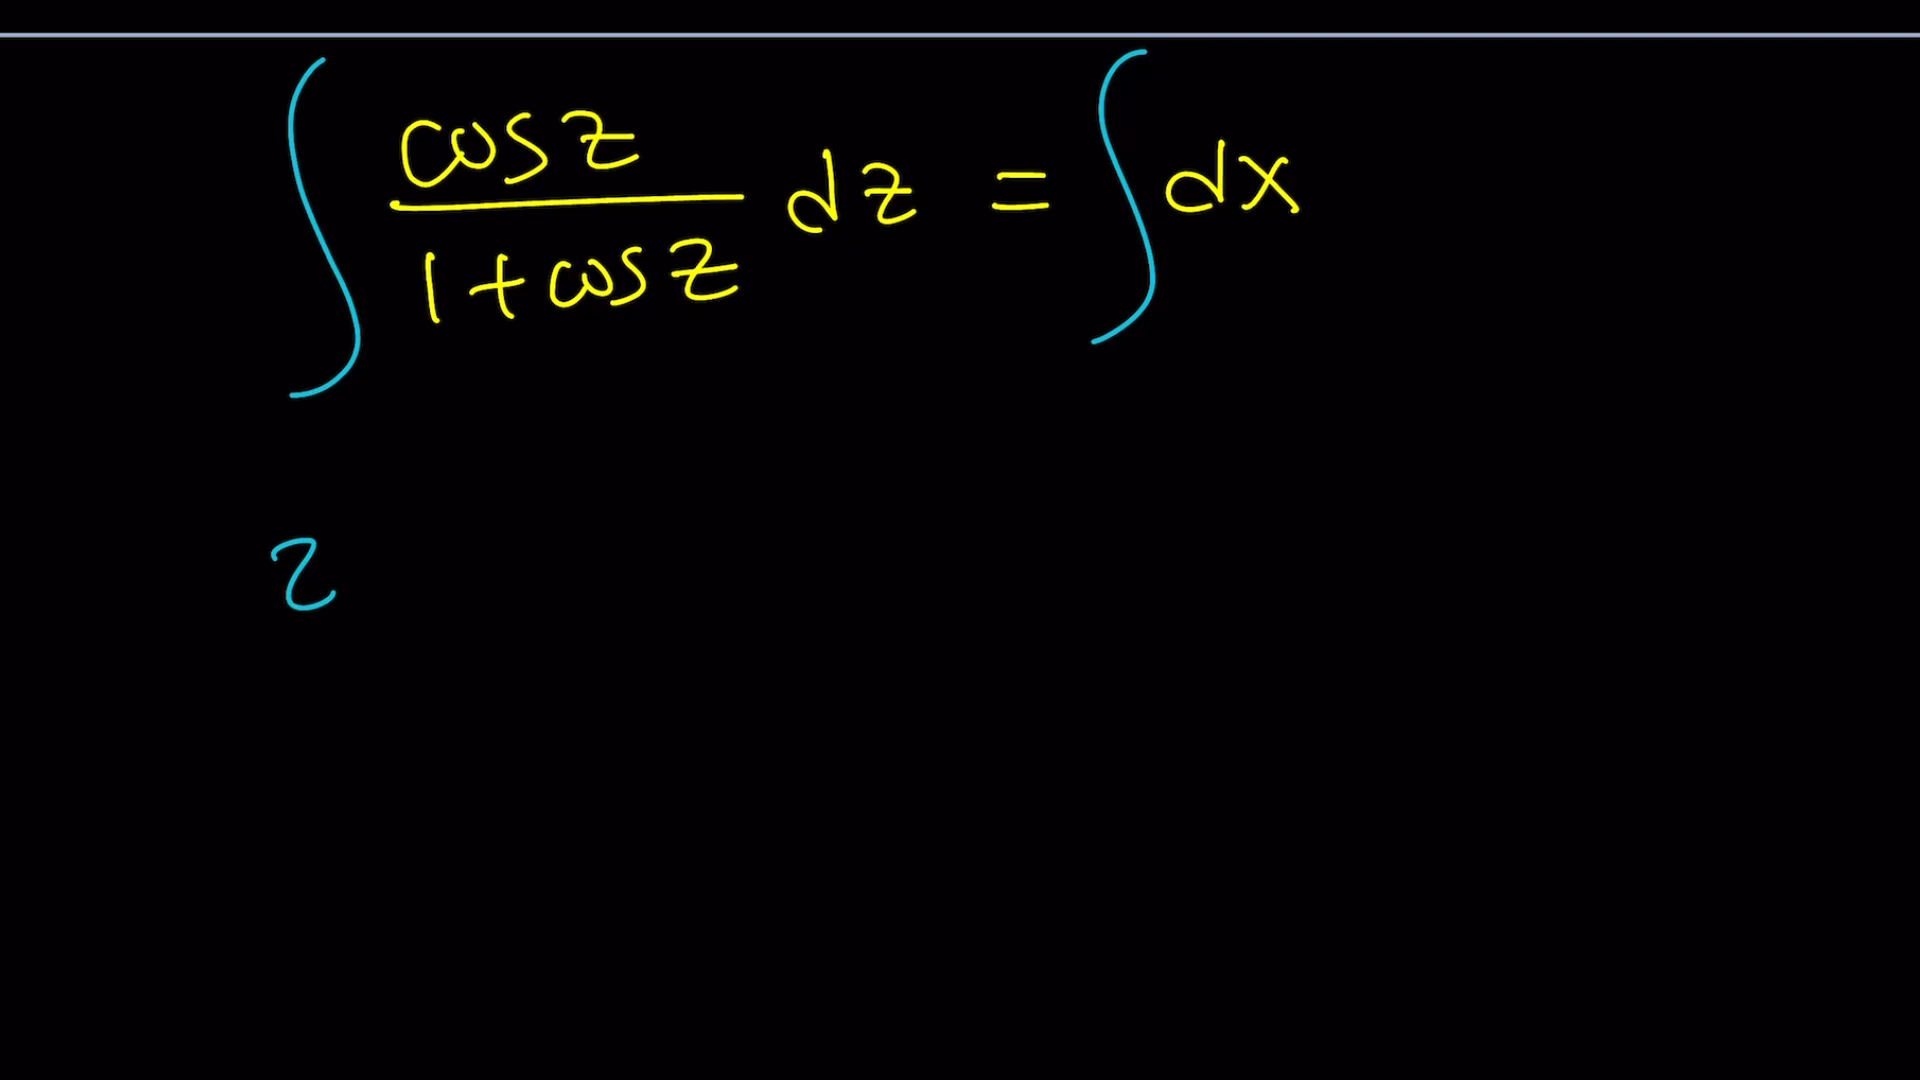 ∫ cos z / 1 + cos z dz = ∫ dx
2